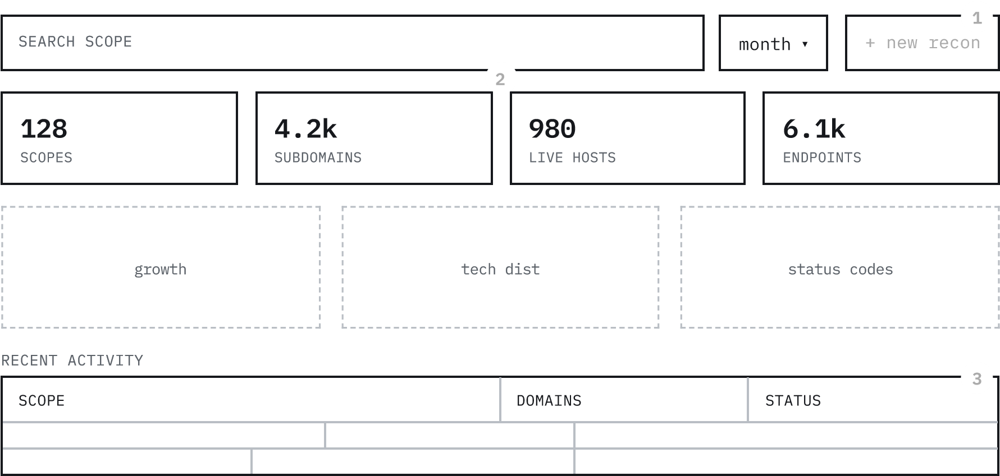 1
SEARCH SCOPE
month ▾
+ new recon
2
128
SCOPES
4.2k
SUBDOMAINS
980
LIVE HOSTS
6.1k
ENDPOINTS
growth
tech dist
status codes
RECENT ACTIVITY
3
SCOPE
DOMAINS
STATUS